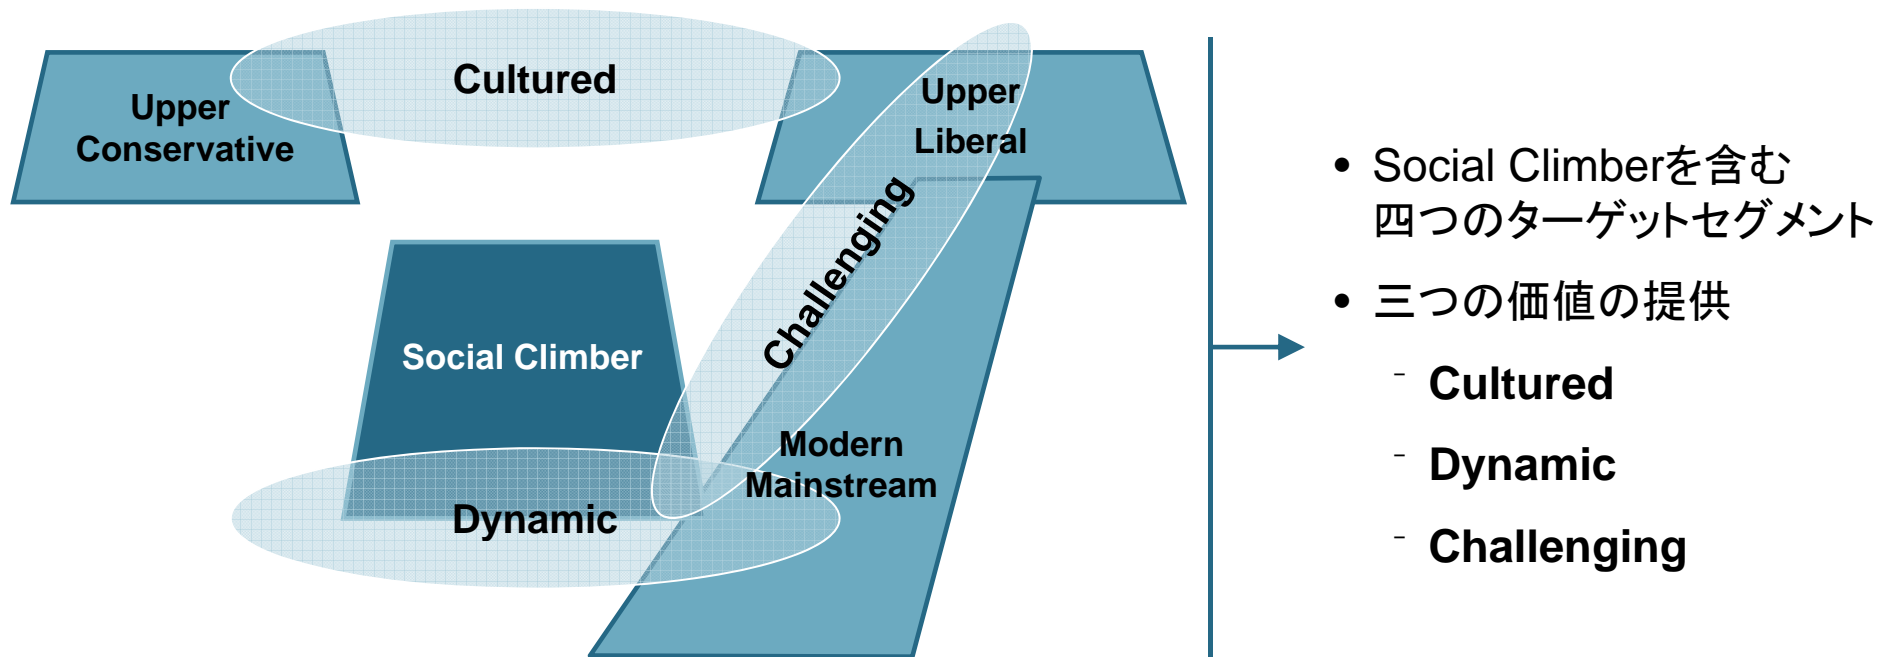 Cultured
Upper
Conservative
Upper
Liberal
Challenging
Social Climber
Modern
Mainstream
Dynamic
• Social Climberを含む
四つのターゲットセグメント
• 三つの価値の提供
- Cultured
- Dynamic
- Challenging